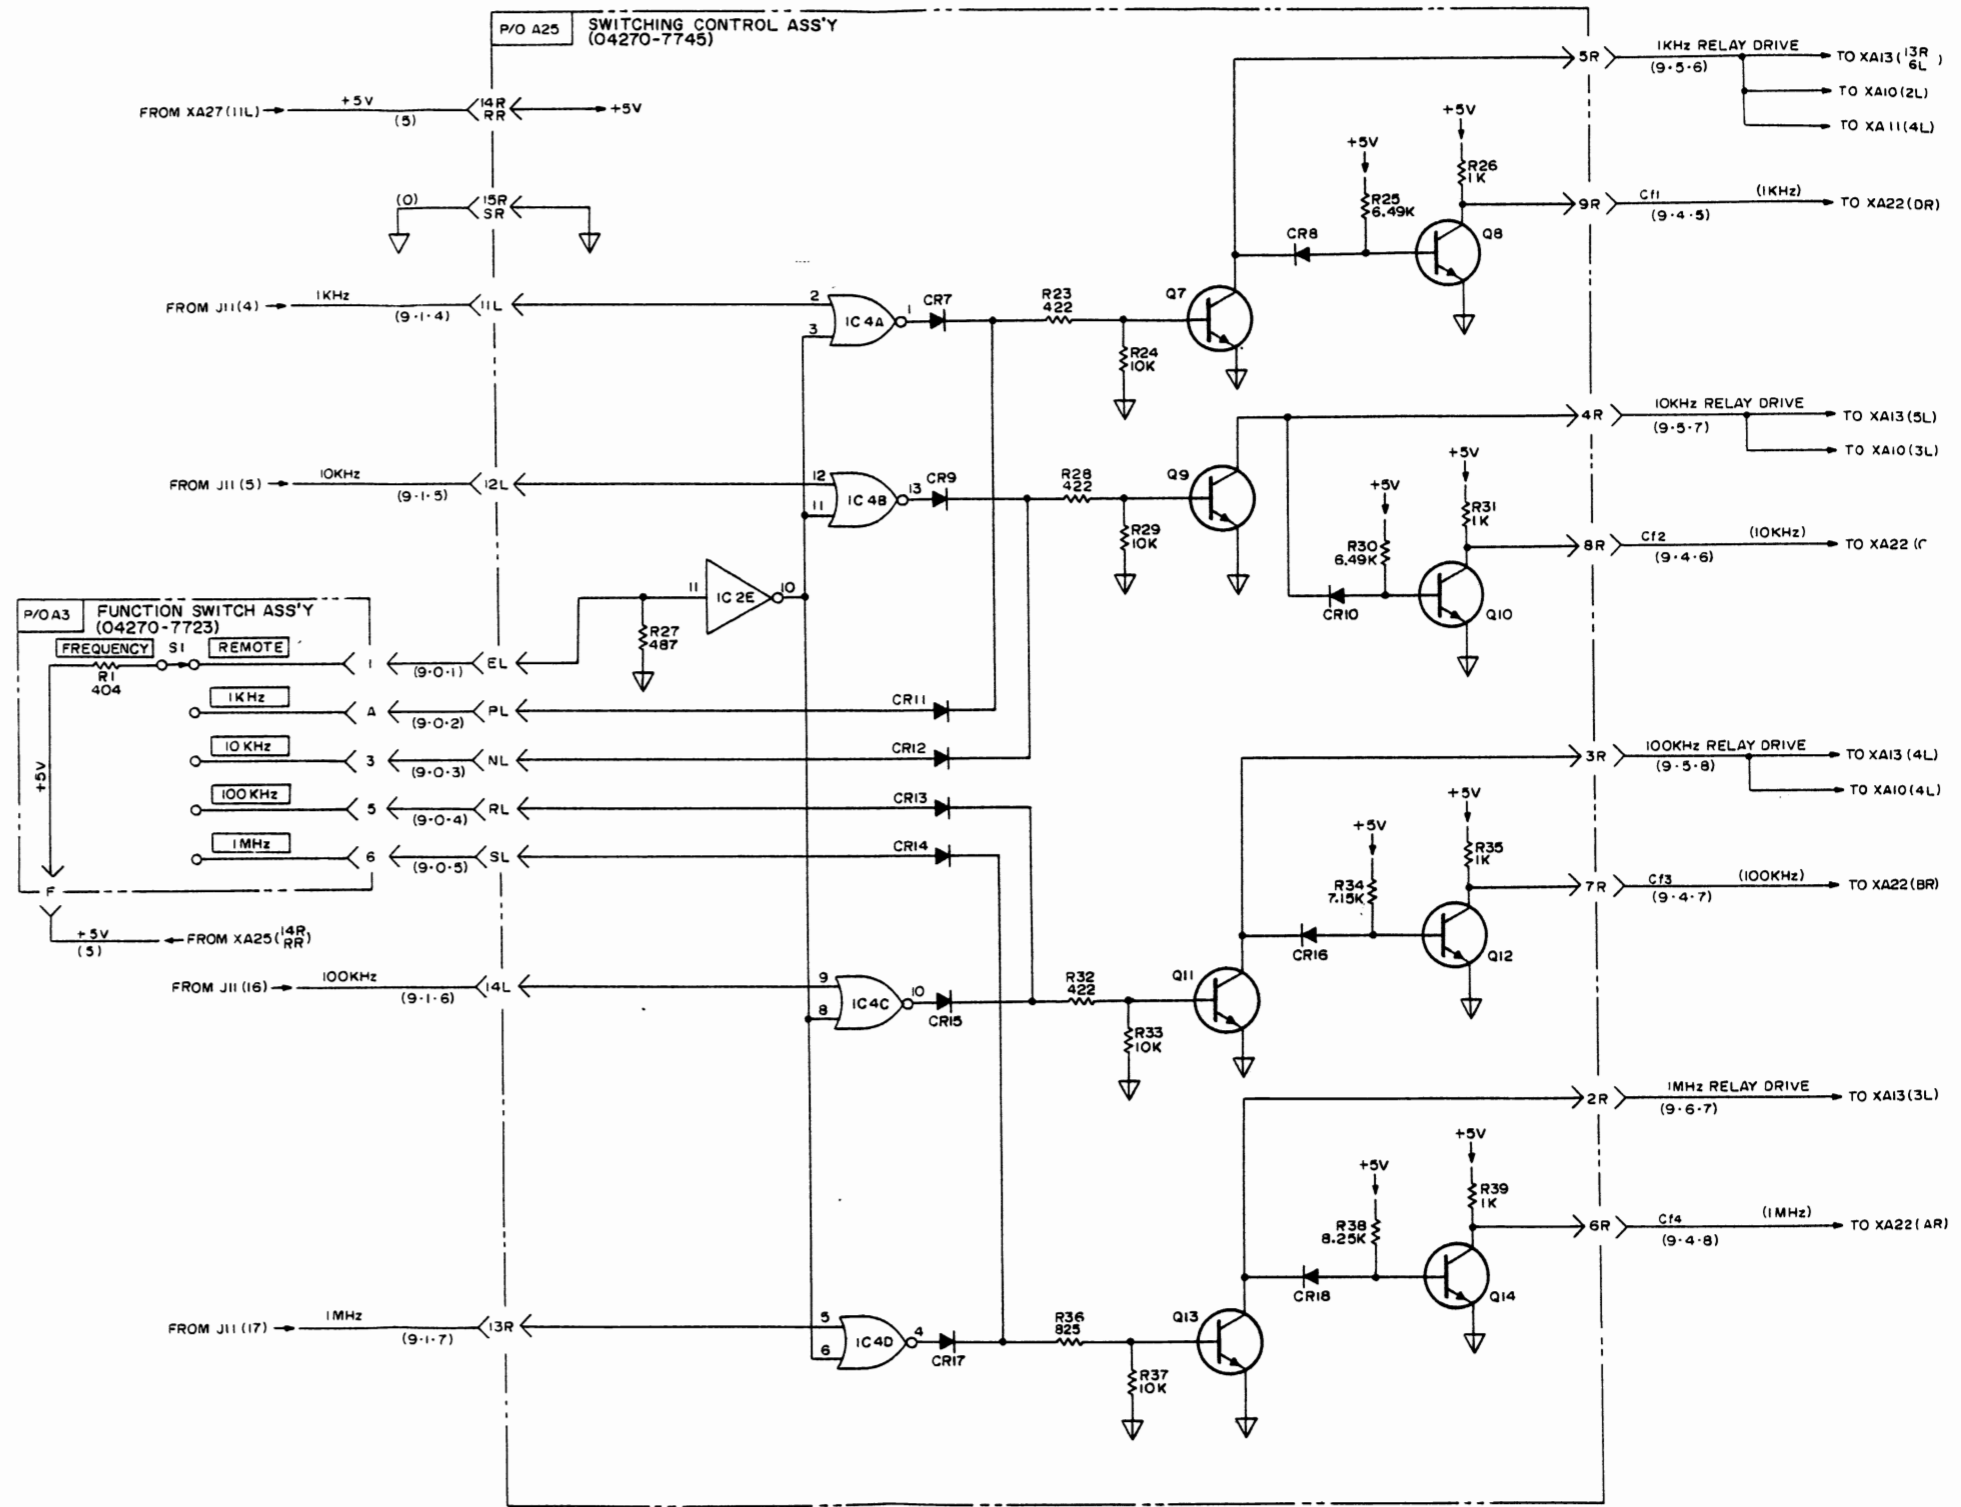 P/O A25
SWITCHING CONTROL ASS'Y
(04270-7745)
FROM XA27(11L)
+5V
(5)
14R
RR
+5V
(0)
15R
SR
FROM J11(4)
1KHz
(9·1·4)
11L
2
3
IC4A
1
CR7
R23
422
R24
10K
Q7
CR8
+5V
R25
6.49K
+5V
R26
1K
Q8
5R
1KHz RELAY DRIVE
(9·5·6)
TO XA13(13R
6L)
TO XA10(2L)
TO XA11(4L)
9R
Cf1
(9·4·5)
(1KHz)
TO XA22(DR)
FROM J11(5)
10KHz
(9·1·5)
12L
12
11
IC4B
13
CR9
R28
422
R29
10K
Q9
CR10
+5V
R30
6.49K
+5V
R31
1K
Q10
4R
10KHz RELAY DRIVE
(9·5·7)
TO XA13(5L)
TO XA10(3L)
8R
Cf2
(9·4·6)
(10KHz)
TO XA22(
11
IC2E
10
R27
487
P/O A3
FUNCTION SWITCH ASS'Y
(04270-7723)
FREQUENCY
S1
REMOTE
R1
404
1
(9·0·1)
EL
1KHz
A
(9·0·2)
PL
CR11
10KHz
3
(9·0·3)
NL
CR12
100KHz
5
(9·0·4)
RL
CR13
1MHz
6
(9·0·5)
SL
CR14
+5V
F
+5V
(5)
FROM XA25(14R
RR)
FROM J11(16)
100KHz
(9·1·6)
14L
9
8
IC4C
10
CR15
R32
422
R33
10K
Q11
CR16
+5V
R34
7.15K
+5V
R35
1K
Q12
3R
100KHz RELAY DRIVE
(9·5·8)
TO XA13(4L)
TO XA10(4L)
7R
Cf3
(9·4·7)
(100KHz)
TO XA22(BR)
FROM J11(17)
1MHz
(9·1·7)
13R
5
6
IC4D
4
CR17
R36
825
R37
10K
Q13
CR18
+5V
R38
8.25K
+5V
R39
1K
Q14
2R
1MHz RELAY DRIVE
(9·6·7)
TO XA13(3L)
6R
Cf4
(9·4·8)
(1MHz)
TO XA22(AR)